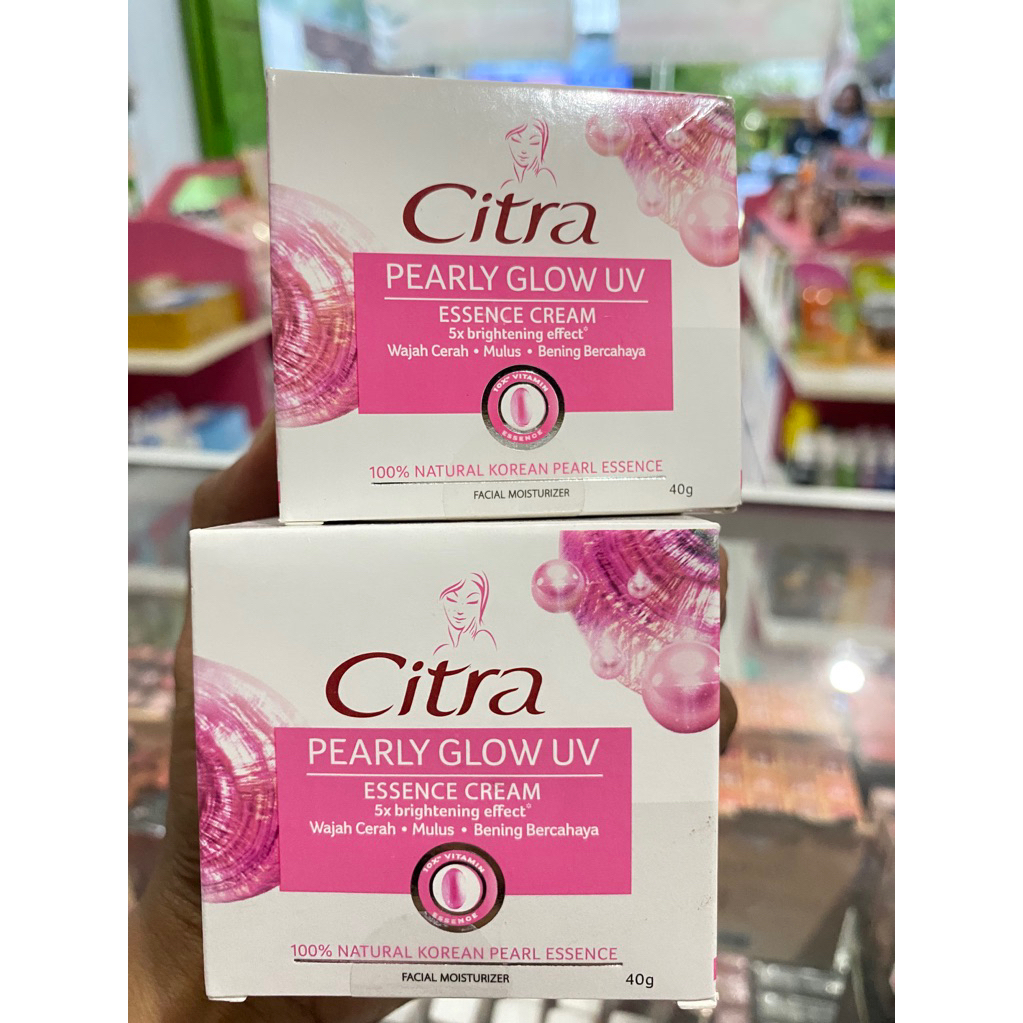 Citra
PEARLY GLOW UV
ESSENCE CREAM
5x brightening effect°
Wajah Cerah • Mulus • Bening Bercahaya
10X* VITAMIN
ESSENCE
100% NATURAL KOREAN PEARL ESSENCE
FACIAL MOISTURIZER
40g
Citra
PEARLY GLOW UV
ESSENCE CREAM
5x brightening effect°
Wajah Cerah • Mulus • Bening Bercahaya
10X* VITAMIN
ESSENCE
100% NATURAL KOREAN PEARL ESSENCE
FACIAL MOISTURIZER
40g